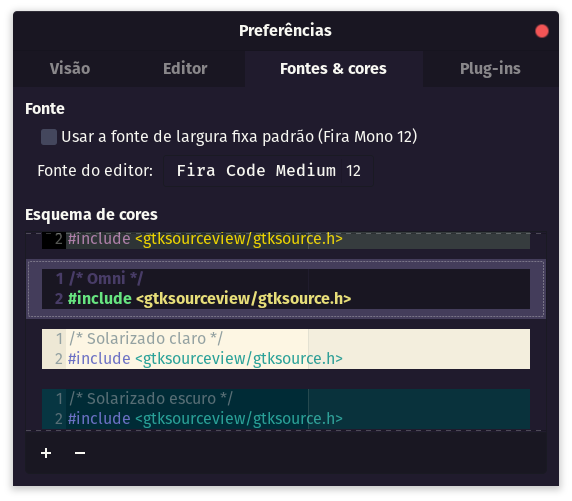 Preferências
Visão
Editor
Fontes & cores
Plug-ins
Fonte
Usar a fonte de largura fixa padrão (Fira Mono 12)
Fonte do editor: Fira Code Medium 12
Esquema de cores
2 #include <gtksourceview/gtksource.h>
1 /* Omni */
2 #include <gtksourceview/gtksource.h>
1 /* Solarizado claro */
2 #include <gtksourceview/gtksource.h>
1 /* Solarizado escuro */
2 #include <gtksourceview/gtksource.h>